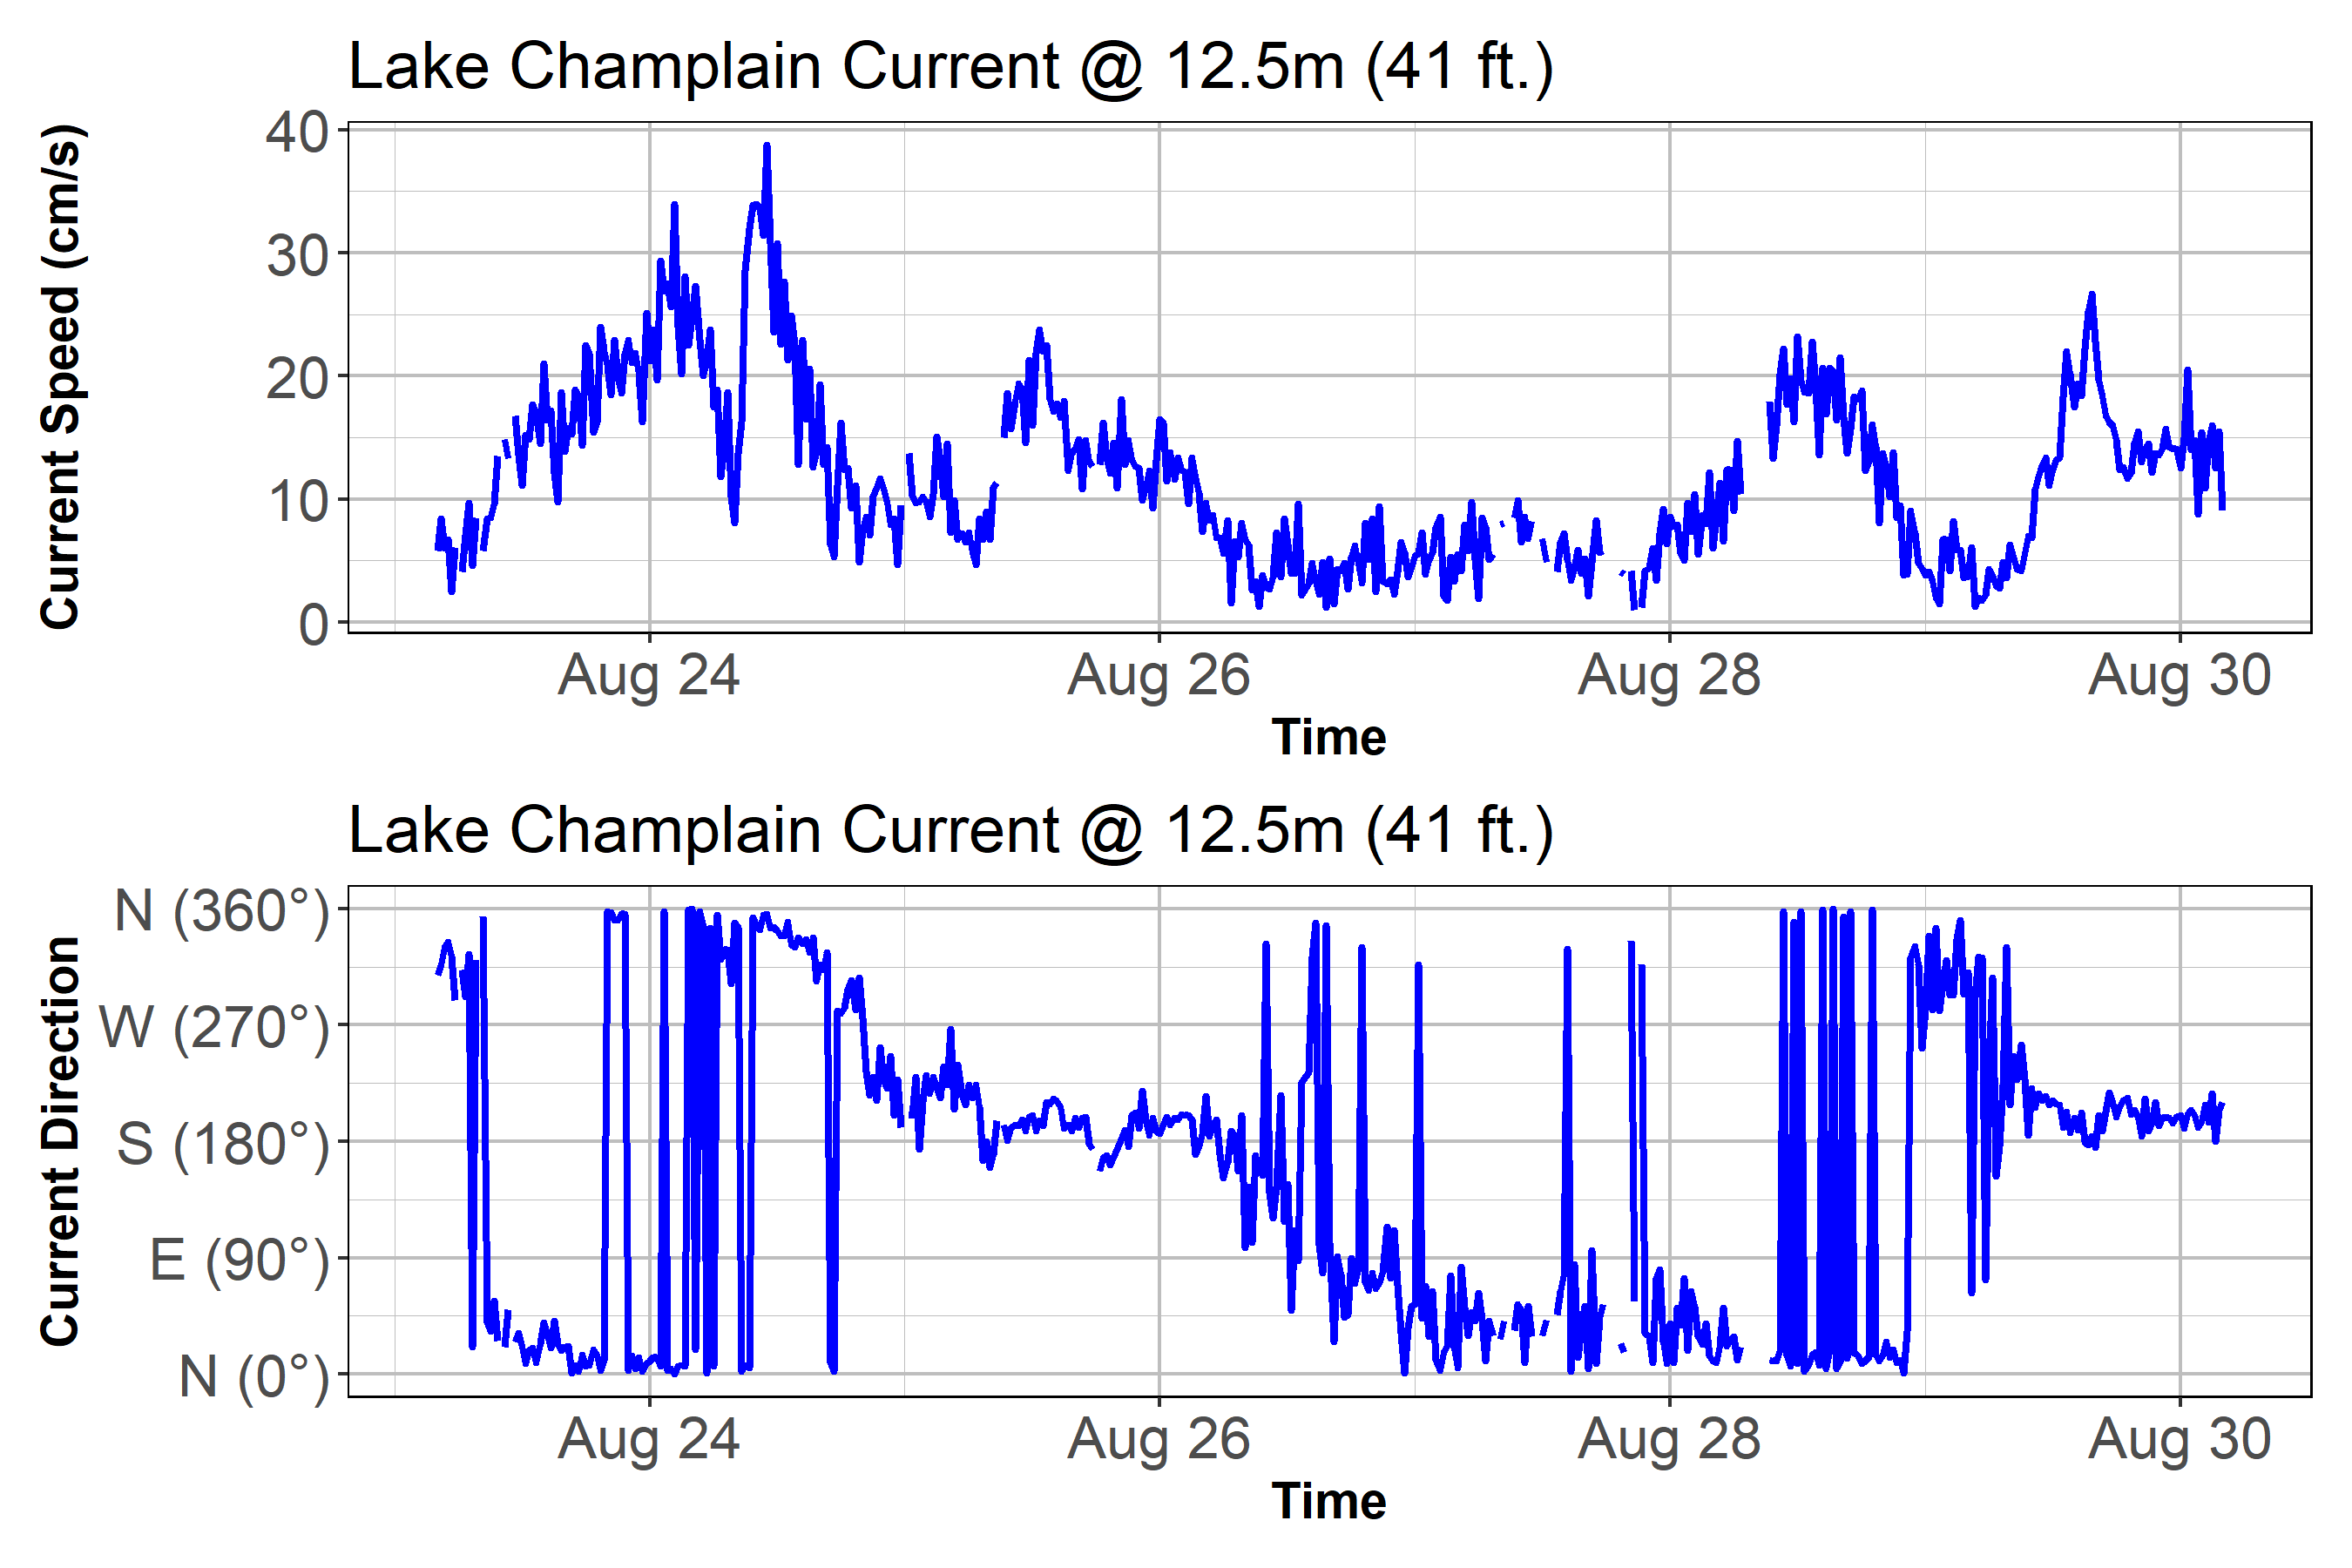 Lake Champlain Current @ 12.5m (41 ft.)
Current Speed (cm/s)
40
30
20
10
0
Aug 24
Aug 26
Aug 28
Aug 30
Time
Lake Champlain Current @ 12.5m (41 ft.)
Current Direction
N (360°)
W (270°)
S (180°)
E (90°)
N (0°)
Aug 24
Aug 26
Aug 28
Aug 30
Time